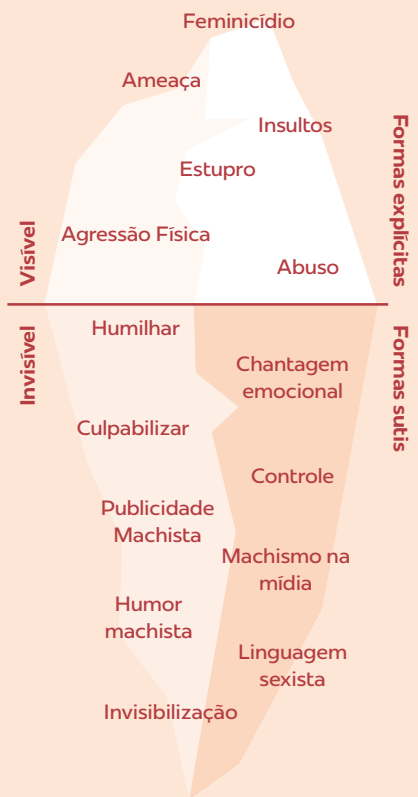 Feminicídio
Ameaça
Insultos
Estupro
Agressão Física
Abuso
Visível
Formas explícitas
Invisível
Formas sutis
Humilhar
Chantagem
emocional
Culpabilizar
Controle
Publicidade
Machista
Machismo na
mídia
Humor
machista
Linguagem
sexista
Invisibilização